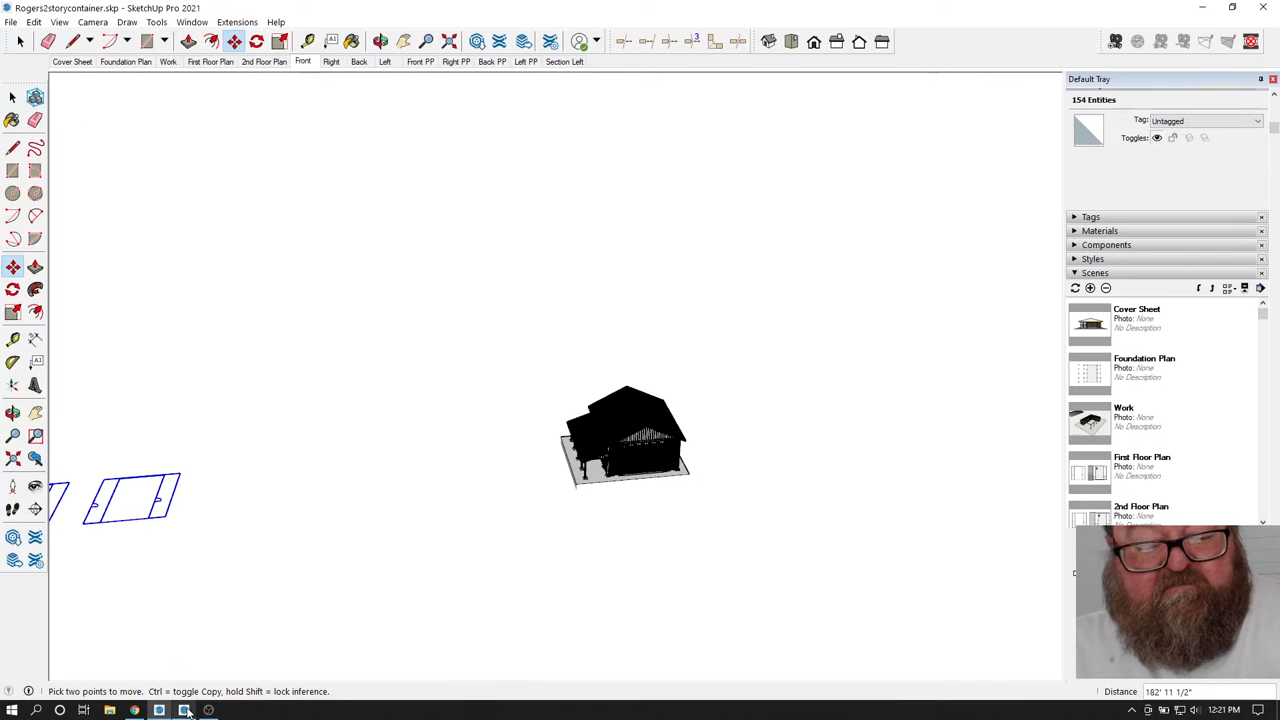 Rogers2storycontainer.skp - SketchUp Pro 2021
File Edit View Camera Draw Tools Window Extensions Help
3
Cover Sheet Foundation Plan Work First Floor Plan 2nd Floor Plan Front Right Back Left Front PP Right PP Back PP Left PP Section Left
Default Tray
154 Entities
Tag: Untagged
Toggles:
Tags
Materials
Components
Styles
Scenes
Cover Sheet
Photo: None
No Description
Foundation Plan
Photo: None
No Description
Work
Photo: None
No Description
First Floor Plan
Photo: None
No Description
2nd Floor Plan
Photo: None
No Description
Pick two points to move. Ctrl = toggle Copy, hold Shift = lock inference.
Distance 182' 11 1/2"
12:21 PM